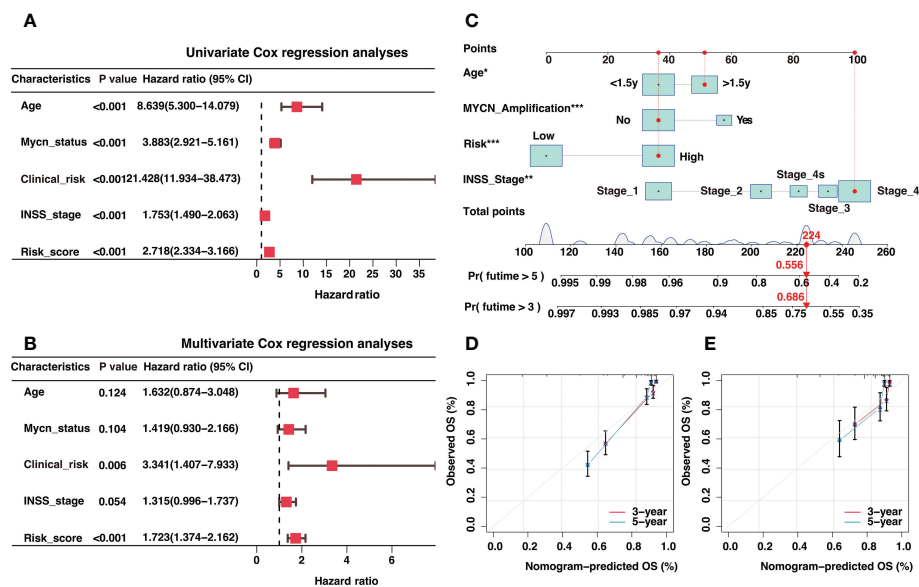 A
Univariate Cox regression analyses
Characteristics P value Hazard ratio (95% CI)
Age <0.001 8.639(5.300−14.079)
Mycn_status <0.001 3.883(2.921−5.161)
Clinical_risk <0.001 21.428(11.934−38.473)
INSS_stage <0.001 1.753(1.490−2.063)
Risk_score <0.001 2.718(2.334−3.166)
0 5 10 15 20 25 30 35
Hazard ratio
B
Multivariate Cox regression analyses
Characteristics P value Hazard ratio (95% CI)
Age 0.124 1.632(0.874−3.048)
Mycn_status 0.104 1.419(0.930−2.166)
Clinical_risk 0.006 3.341(1.407−7.933)
INSS_stage 0.054 1.315(0.996−1.737)
Risk_score <0.001 1.723(1.374−2.162)
0 2 4 6
Hazard ratio
C
Points
0 20 40 60 80 100
Age*
<1.5y >1.5y
MYCN_Amplification***
No Yes
Low
Risk***
High
INSS_Stage**
Stage_4s
Stage_1 Stage_2 Stage_4
Stage_3
Total points
224
100 120 140 160 180 200 220 240 260
0.556
Pr( futime > 5 )
0.995 0.99 0.98 0.96 0.9 0.8 0.6 0.4 0.2
0.686
Pr( futime > 3 )
0.997 0.993 0.985 0.97 0.94 0.85 0.75 0.55 0.35
D
Observed OS (%)
0.0 0.2 0.4 0.6 0.8 1.0
3−year
5−year
0.0 0.2 0.4 0.6 0.8 1.0
Nomogram−predicted OS (%)
E
Observed OS (%)
0.0 0.2 0.4 0.6 0.8 1.0
3−year
5−year
0.0 0.2 0.4 0.6 0.8 1.0
Nomogram−predicted OS (%)